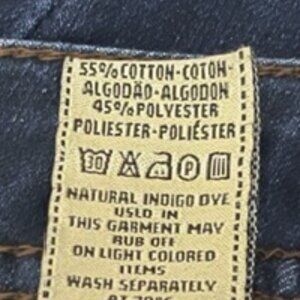 55% COTTON-COTON-
ALGODÃO-ALGODON
45% POLYESTER
POLIESTER-POLIÉSTER
30 P
NATURAL INDIGO DYE
USED IN
THIS GARMENT MAY
RUB OFF
ON LIGHT COLORED
ITEMS
WASH SEPARATELY